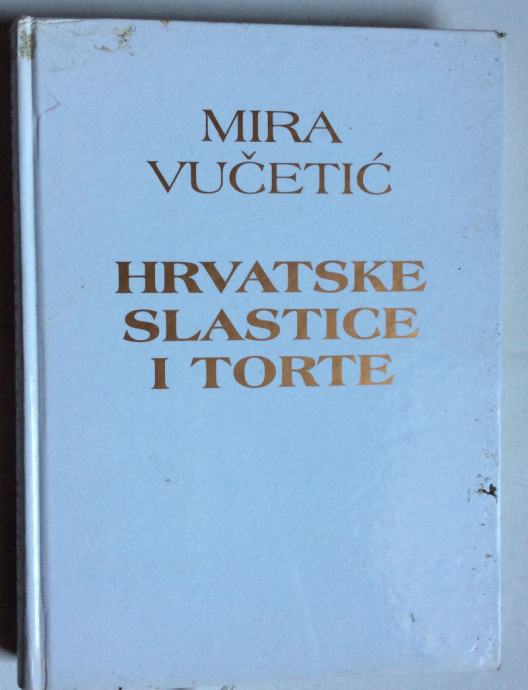 MIRA
VUČETIĆ
HRVATSKE
SLASTICE
I TORTE